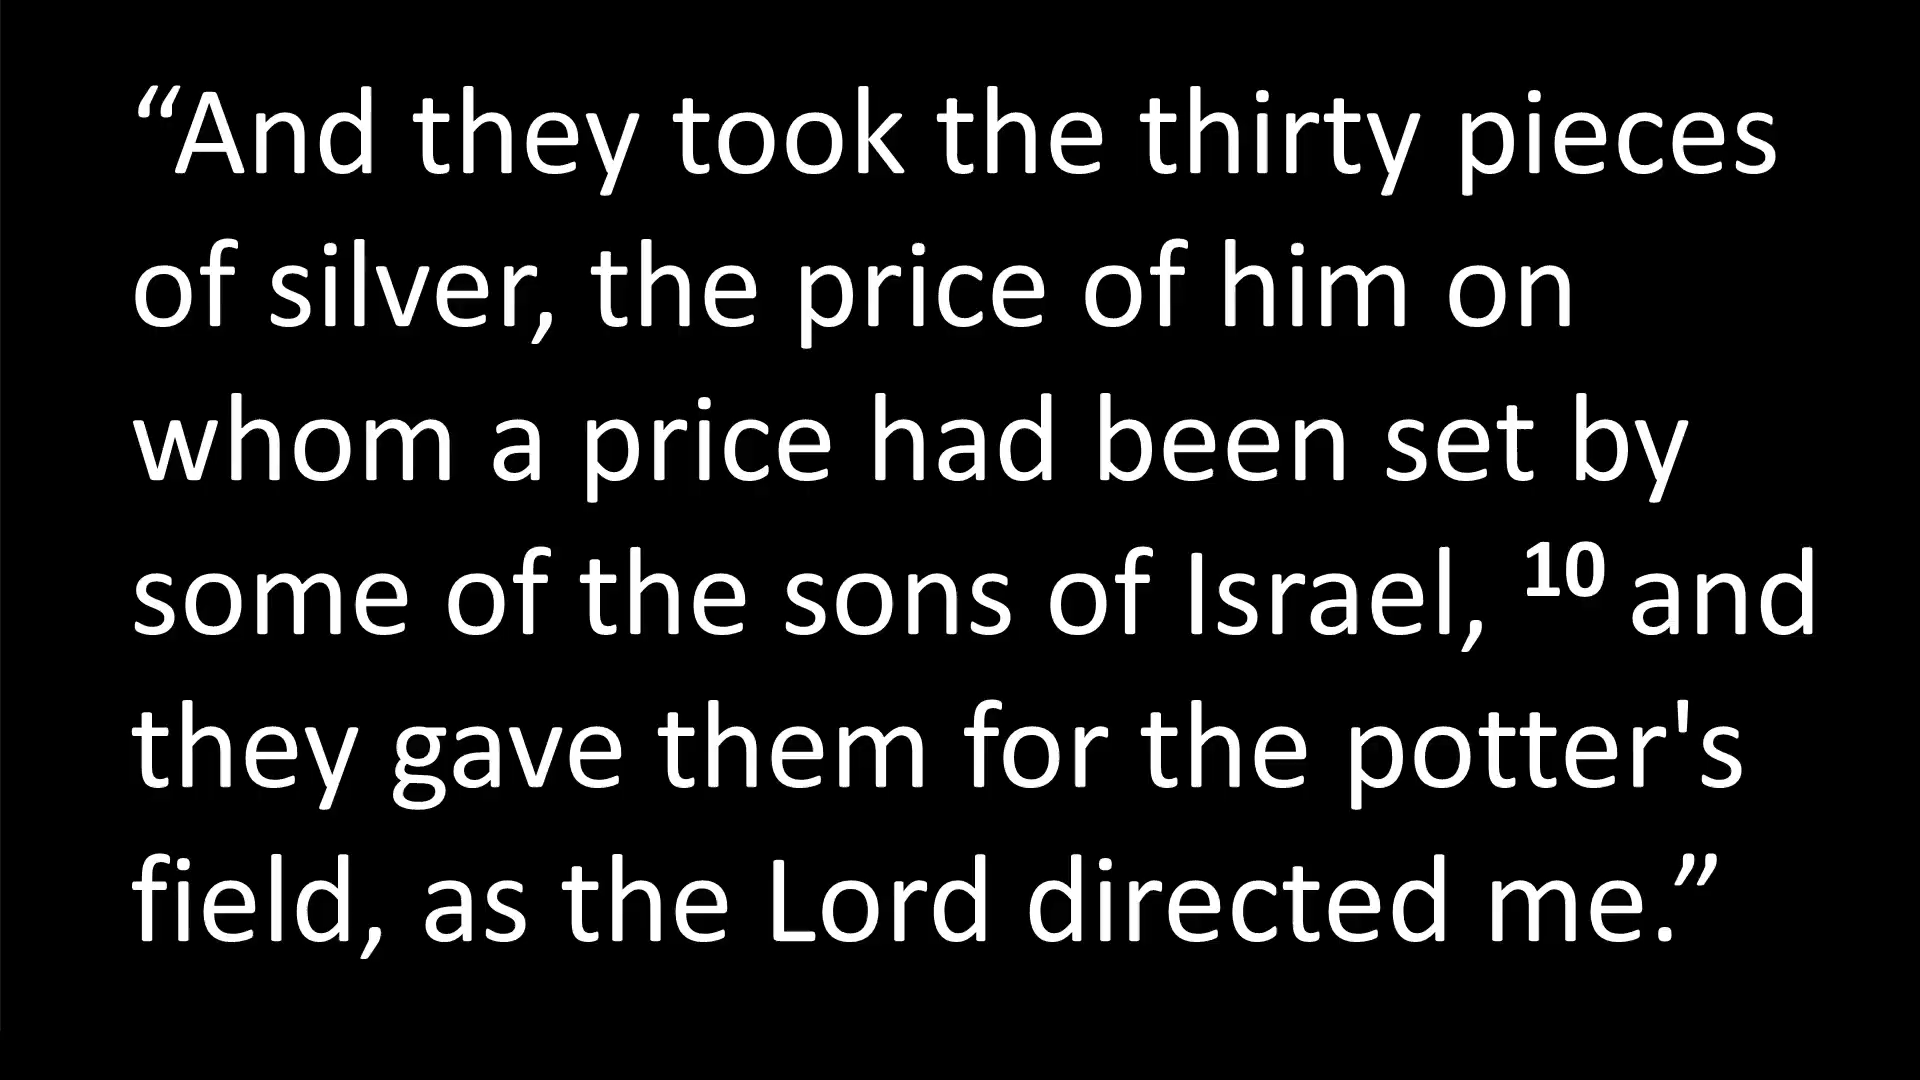 “And they took the thirty pieces
of silver, the price of him on
whom a price had been set by
some of the sons of Israel, 10 and
they gave them for the potter's
field, as the Lord directed me.”